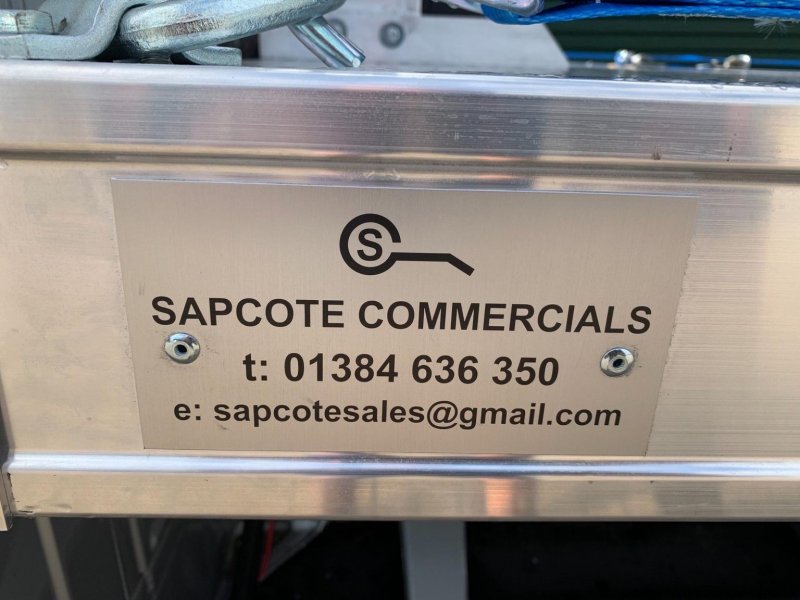 S
SAPCOTE COMMERCIALS
t: 01384 636 350
e: sapcotesales@gmail.com